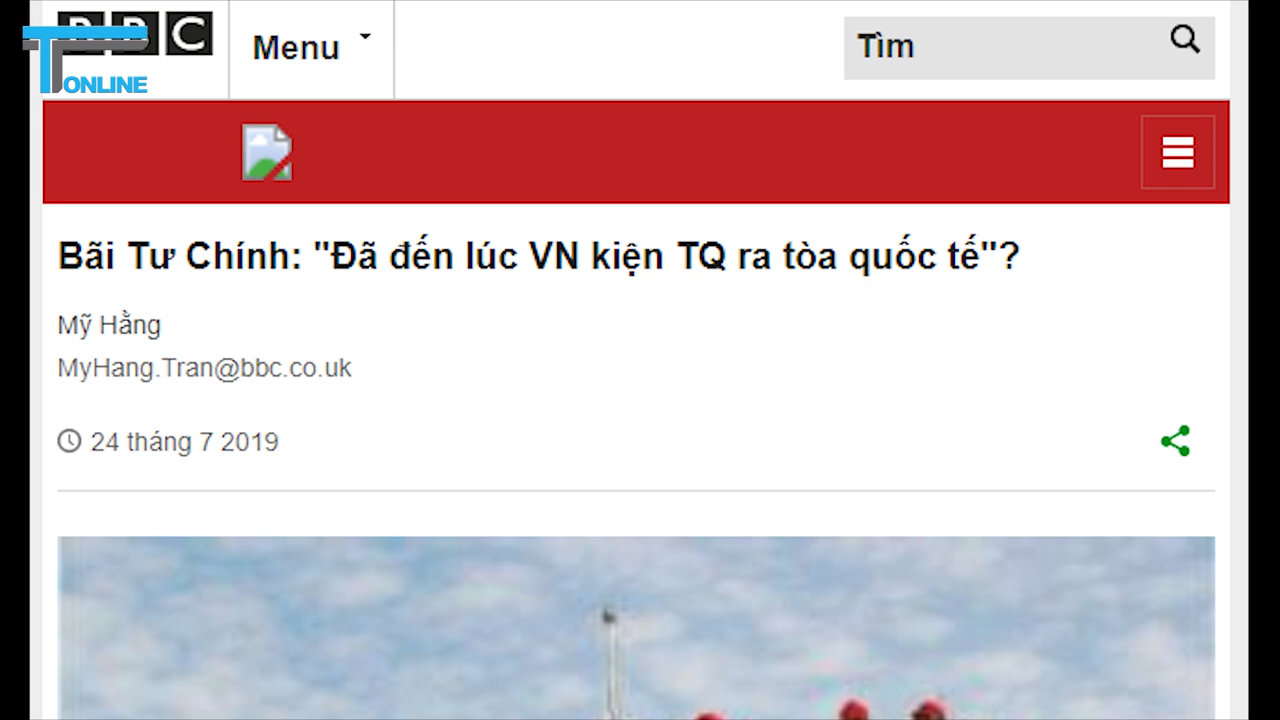 BBC
ONLINE
Menu
Tìm
Bãi Tư Chính: "Đã đến lúc VN kiện TQ ra tòa quốc tế"?
Mỹ Hằng
MyHang.Tran@bbc.co.uk
24 tháng 7 2019